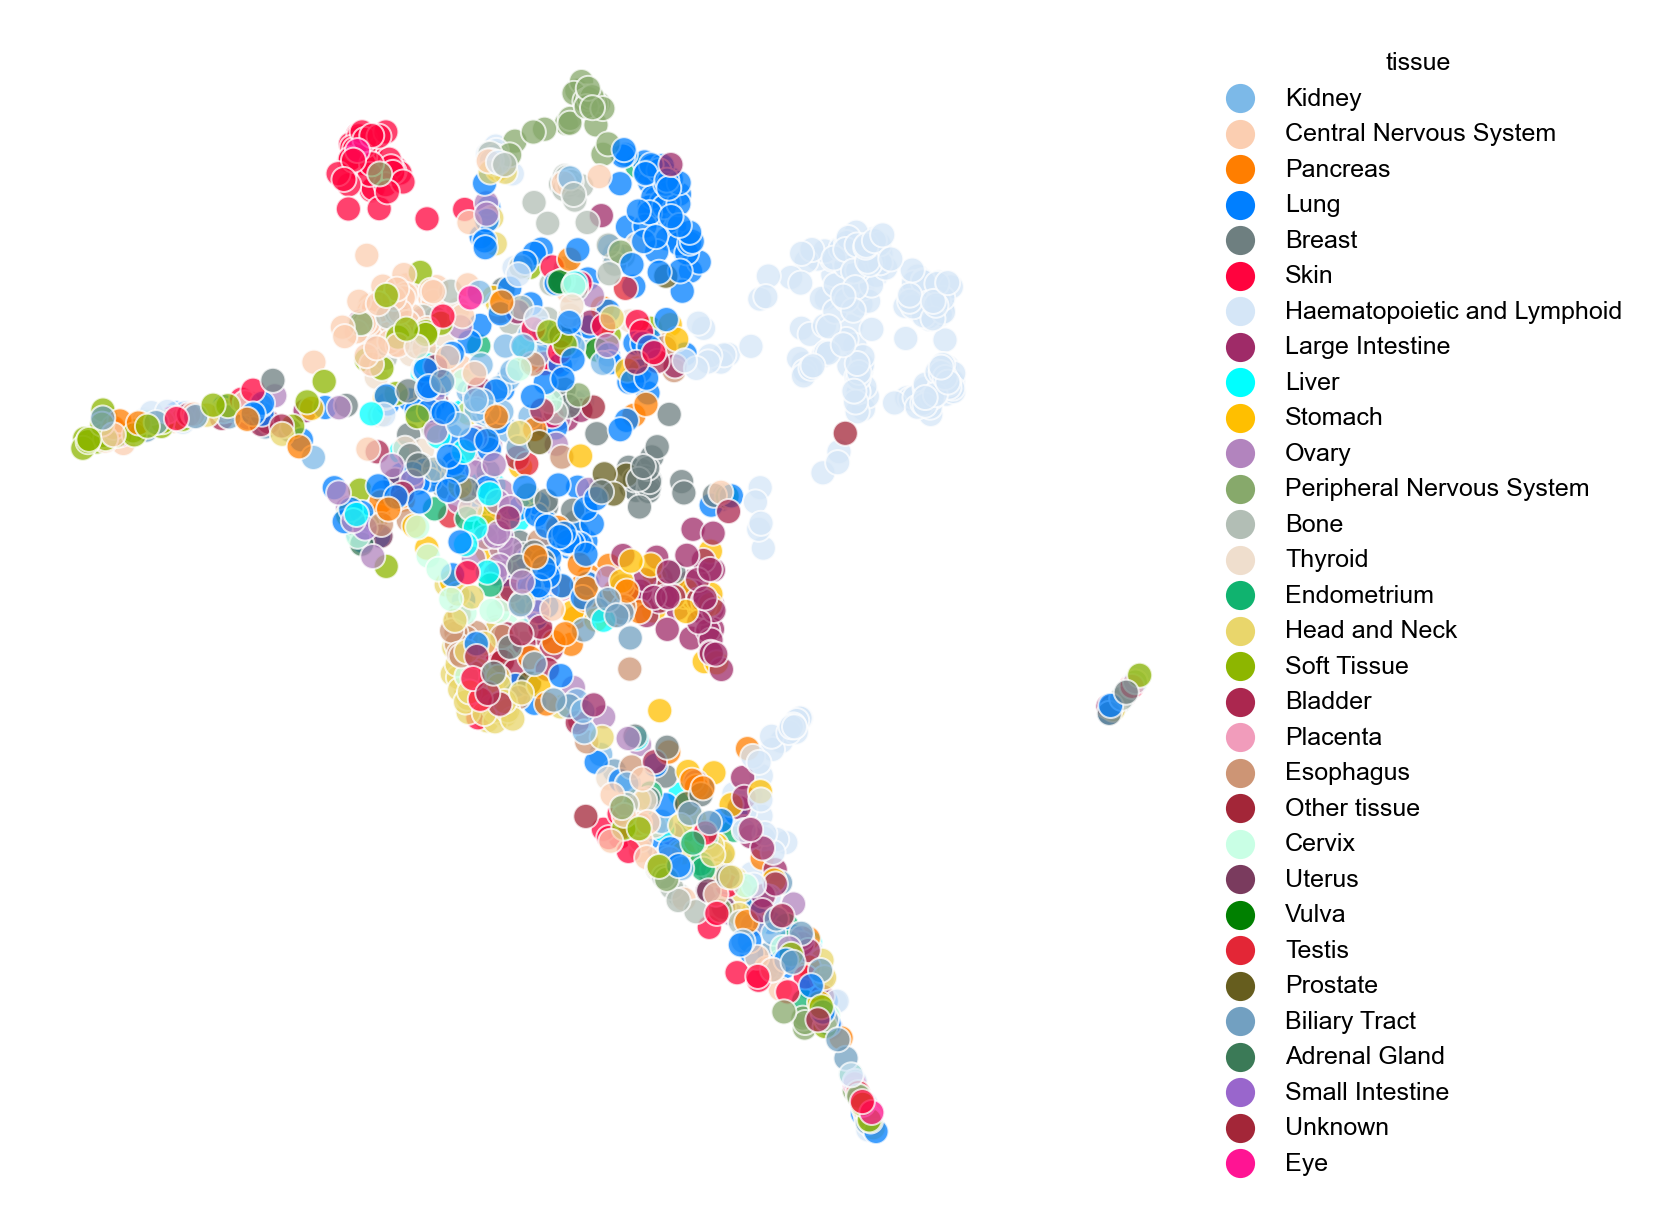 tissue
Kidney
Central Nervous System
Pancreas
Lung
Breast
Skin
Haematopoietic and Lymphoid
Large Intestine
Liver
Stomach
Ovary
Peripheral Nervous System
Bone
Thyroid
Endometrium
Head and Neck
Soft Tissue
Bladder
Placenta
Esophagus
Other tissue
Cervix
Uterus
Vulva
Testis
Prostate
Biliary Tract
Adrenal Gland
Small Intestine
Unknown
Eye